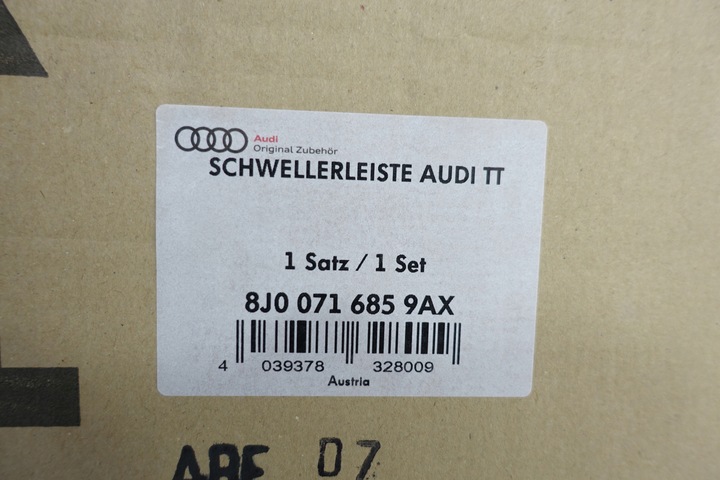 Audi
Original Zubehör
SCHWELLERLEISTE AUDI TT
1 Satz / 1 Set
8J0 071 685 9AX
4 039378 328009
Austria
07